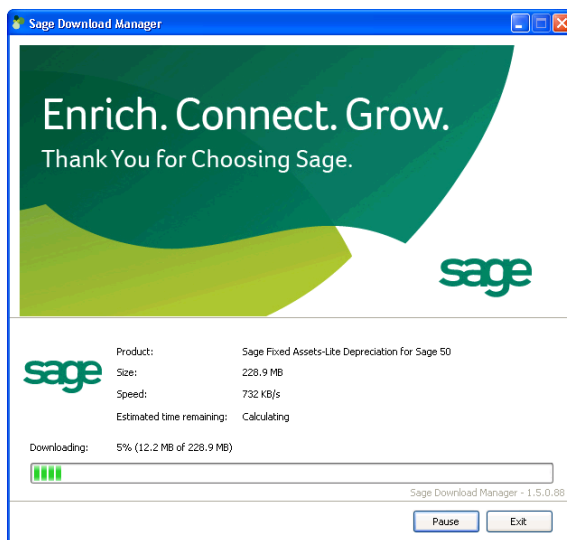 Sage Download Manager
Enrich. Connect. Grow.
Thank You for Choosing Sage.
sage
sage
Product: Sage Fixed Assets-Lite Depreciation for Sage 50
Size: 228.9 MB
Speed: 732 KB/s
Estimated time remaining: Calculating
Downloading: 5% (12.2 MB of 228.9 MB)
Sage Download Manager - 1.5.0.88
Pause Exit